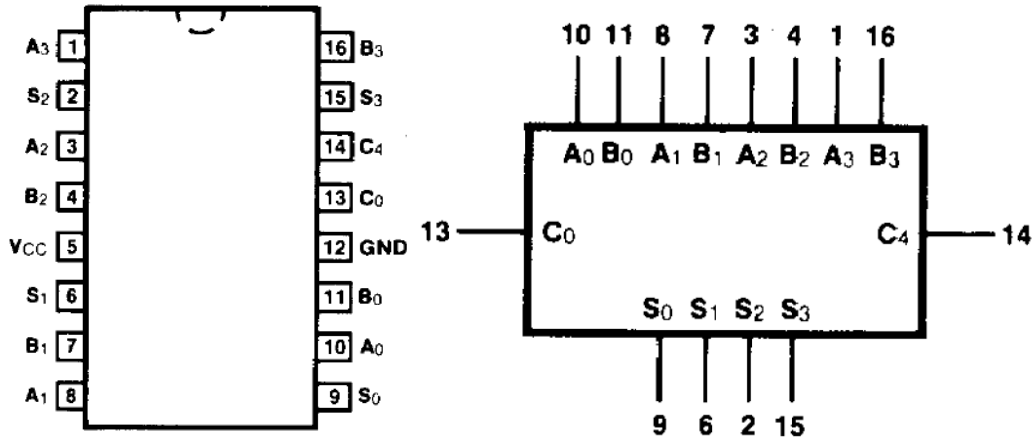 A3 1 16 B3
S2 2 15 S3
A2 3 14 C4
B2 4 13 C0
VCC 5 12 GND
S1 6 11 B0
B1 7 10 A0
A1 8 9 S0
10 11 8 7 3 4 1 16
A0 B0 A1 B1 A2 B2 A3 B3
13 C0 C4 14
S0 S1 S2 S3
9 6 2 15